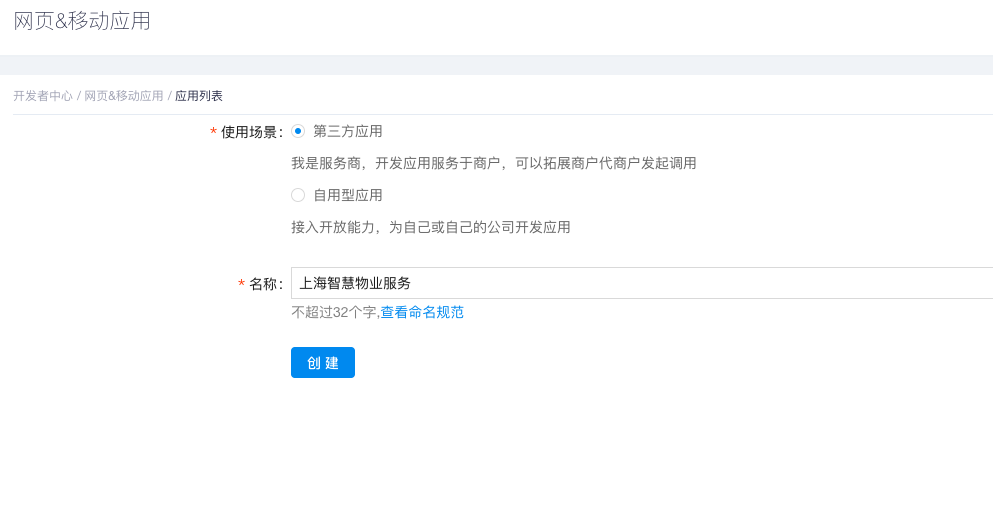 网页&移动应用
开发者中心 / 网页&移动应用 / 应用列表
* 使用场景: 第三方应用
我是服务商，开发应用服务于商户，可以拓展商户代商户发起调用
自用型应用
接入开放能力，为自己或自己的公司开发应用
* 名称: 上海智慧物业服务
不超过32个字,查看命名规范
创 建